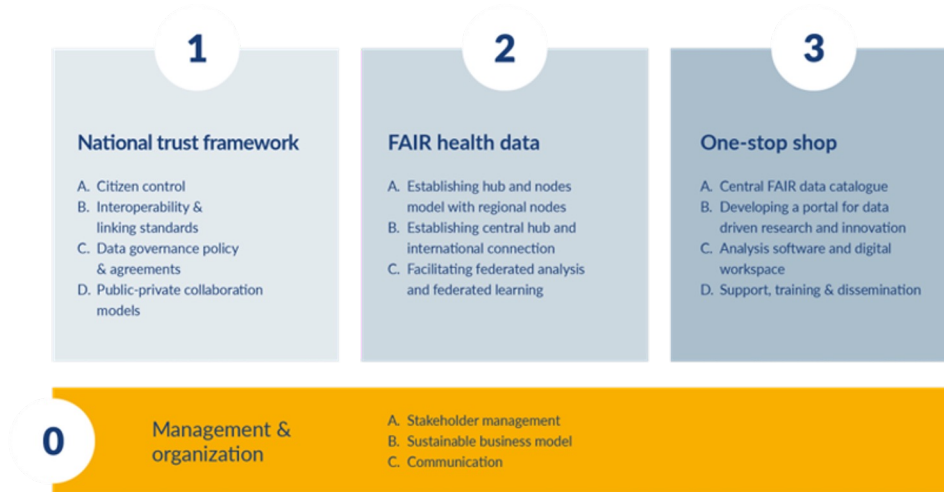 1
National trust framework
A. Citizen control
B. Interoperability &
linking standards
C. Data governance policy
& agreements
D. Public-private collaboration
models
2
FAIR health data
A. Establishing hub and nodes
model with regional nodes
B. Establishing central hub and
international connection
C. Facilitating federated analysis
and federated learning
3
One-stop shop
A. Central FAIR data catalogue
B. Developing a portal for data
driven research and innovation
C. Analysis software and digital
workspace
D. Support, training & dissemination
0
Management &
organization
A. Stakeholder management
B. Sustainable business model
C. Communication